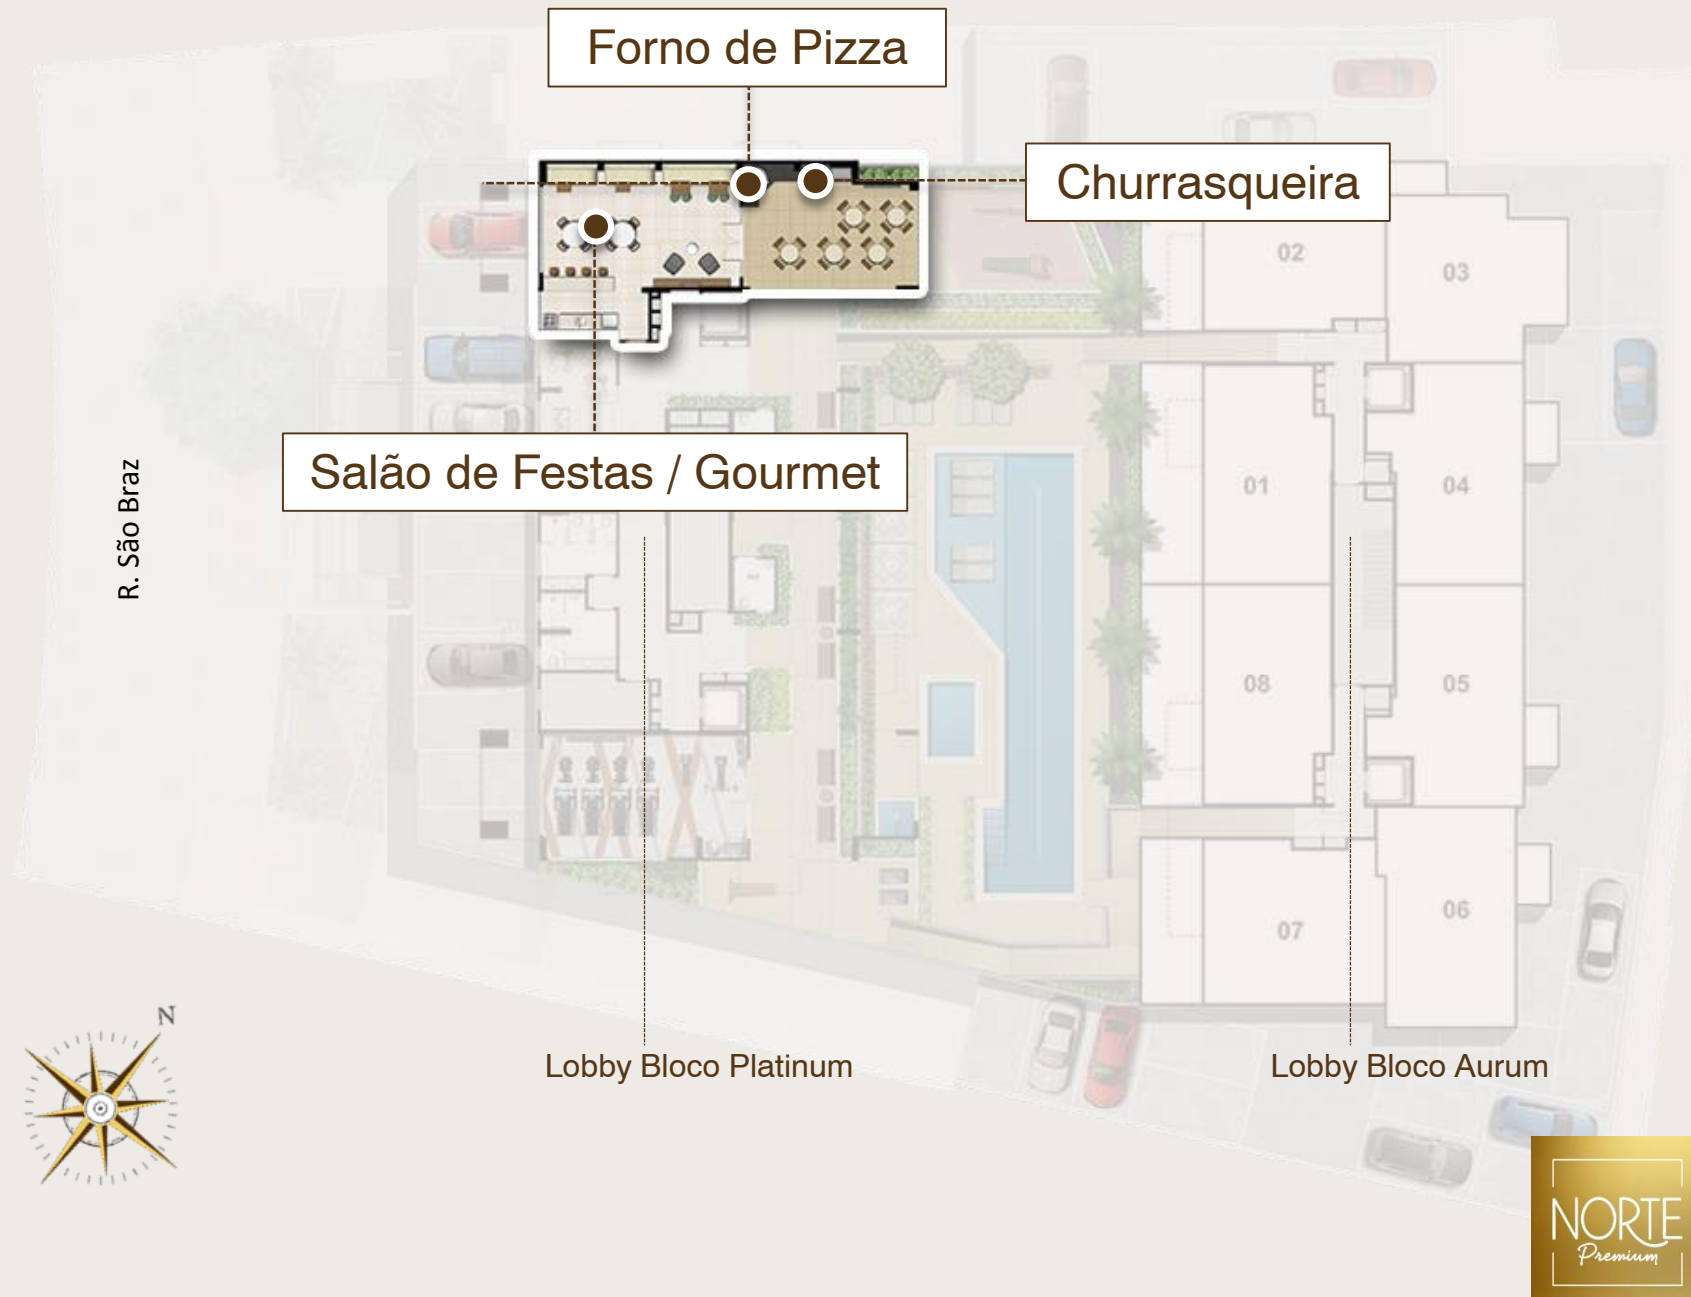 Forno de Pizza
Churrasqueira
02
03
Salão de Festas / Gourmet
R. São Braz
01
04
08
05
07
06
N
Lobby Bloco Platinum
Lobby Bloco Aurum
NORTE
Premium